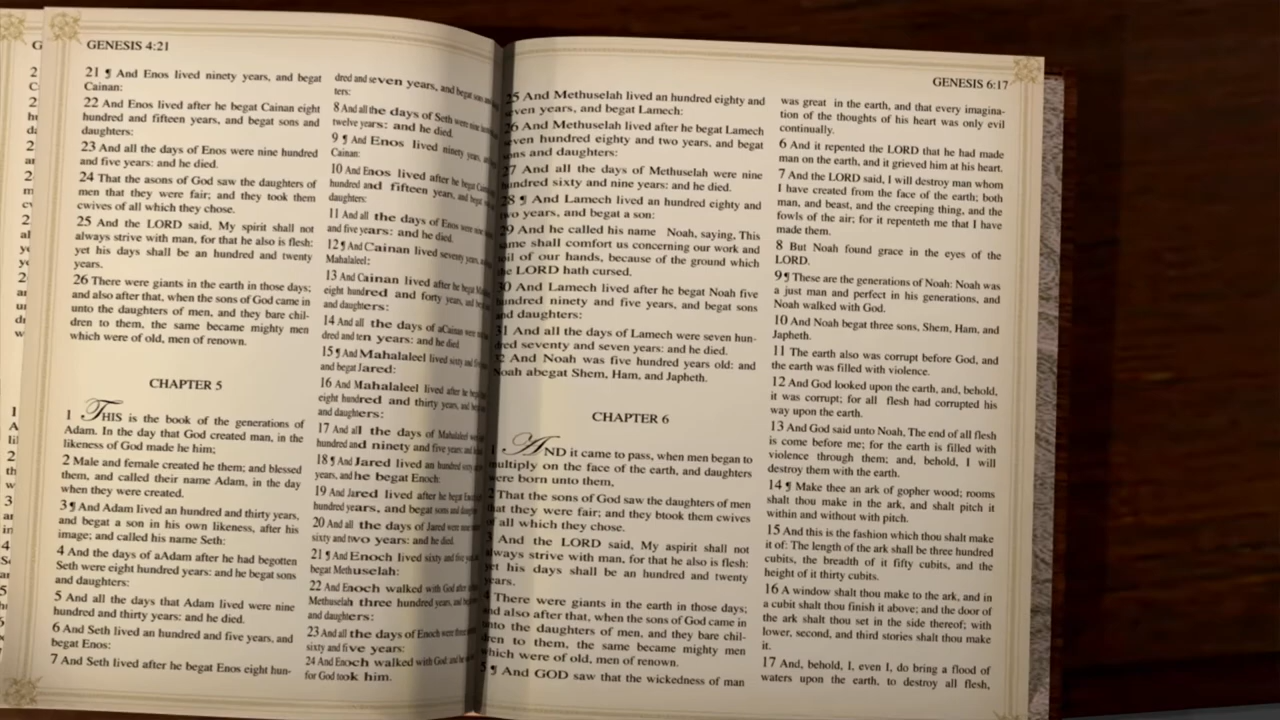 GENESIS 4:21
21 ¶ And Enos lived ninety years, and begat
Cainan:
22 And Enos lived after he begat Cainan eight
hundred and fifteen years, and begat sons and
daughters:
23 And all the days of Enos were nine hundred
and five years: and he died.
24 That the asons of God saw the daughters of
men that they were fair; and they took them
cwives of all which they chose.
25 And the LORD said, My spirit shall not
always strive with man, for that he also is flesh:
yet his days shall be an hundred and twenty
years.
26 There were giants in the earth in those days;
and also after that, when the sons of God came in
unto the daughters of men, and they bare chil-
dren to them, the same became mighty men
which were of old, men of renown.
CHAPTER 5
1 THIS is the book of the generations of
Adam. In the day that God created man, in the
likeness of God made he him;
2 Male and female created he them; and blessed
them, and called their name Adam, in the day
when they were created.
3 ¶ And Adam lived an hundred and thirty years,
and begat a son in his own likeness, after his
image; and called his name Seth:
4 And the days of aAdam after he had begotten
Seth were eight hundred years: and he begat sons
and daughters:
5 And all the days that Adam lived were nine
hundred and thirty years: and he died.
6 And Seth lived an hundred and five years, and
begat Enos:
7 And Seth lived after he begat Enos eight hun-
dred and seven years, and begat sons and
ters:
8 And all the days of Seth were nine
twelve years: and he died.
9 ¶ And Enos lived ninety years, and
Cainan:
10 And Enos lived after he begat
hundred and fifteen years, and begat
daughters:
11 And all the days of Enos were nine
and five years: and he died.
12 ¶ And Cainan lived seventy years,
Mahalaleel:
13 And Cainan lived after he begat
eight hundred and forty years, and
and daughters:
14 And all the days of aCainan were
dred and ten years: and he died.
15 ¶ And Mahalaleel lived sixty and
and begat Jared:
16 And Mahalaleel lived after he
eight hundred and thirty years, and
and daughters:
17 And all the days of Mahalaleel
hundred and ninety and five years: and
18 ¶ And Jared lived an hundred sixty
years, and he begat Enoch:
19 And Jared lived after he begat
hundred years, and begat sons and
20 And all the days of Jared were nine
sixty and two years: and he died.
21 ¶ And Enoch lived sixty and five
begat Methuselah:
22 And Enoch walked with God after
Methuselah three hundred years, and
and daughters:
23 And all the days of Enoch were three
sixty and five years:
24 And Enoch walked with God: and
for God took him.
GENESIS 6:17
25 And Methuselah lived an hundred eighty and
even years, and begat Lamech:
26 And Methuselah lived after he begat Lamech
even hundred eighty and two years, and begat
ons and daughters:
27 And all the days of Methuselah were nine
undred sixty and nine years: and he died.
28 ¶ And Lamech lived an hundred eighty and
wo years, and begat a son:
29 And he called his name Noah, saying, This
ame shall comfort us concerning our work and
oil of our hands, because of the ground which
he LORD hath cursed.
30 And Lamech lived after he begat Noah five
undred ninety and five years, and begat sons
and daughters:
31 And all the days of Lamech were seven hun-
dred seventy and seven years: and he died.
2 And Noah was five hundred years old: and
Noah abegat Shem, Ham, and Japheth.
CHAPTER 6
1 AND it came to pass, when men began to
multiply on the face of the earth, and daughters
were born unto them,
2 That the sons of God saw the daughters of men
that they were fair; and they btook them cwives
of all which they chose.
3 And the LORD said, My aspirit shall not
always strive with man, for that he also is flesh:
yet his days shall be an hundred and twenty
years.
4 There were giants in the earth in those days;
and also after that, when the sons of God came in
unto the daughters of men, and they bare chil-
dren to them, the same became mighty men
which were of old, men of renown.
5 ¶ And GOD saw that the wickedness of man
was great in the earth, and that every imagina-
tion of the thoughts of his heart was only evil
continually.
6 And it repented the LORD that he had made
man on the earth, and it grieved him at his heart.
7 And the LORD said, I will destroy man whom
I have created from the face of the earth; both
man, and beast, and the creeping thing, and the
fowls of the air; for it repenteth me that I have
made them.
8 But Noah found grace in the eyes of the
LORD.
9 ¶ These are the generations of Noah: Noah was
a just man and perfect in his generations, and
Noah walked with God.
10 And Noah begat three sons, Shem, Ham, and
Japheth.
11 The earth also was corrupt before God, and
the earth was filled with violence.
12 And God looked upon the earth, and, behold,
it was corrupt; for all flesh had corrupted his
way upon the earth.
13 And God said unto Noah, The end of all flesh
is come before me; for the earth is filled with
violence through them; and, behold, I will
destroy them with the earth.
14 ¶ Make thee an ark of gopher wood; rooms
shalt thou make in the ark, and shalt pitch it
within and without with pitch.
15 And this is the fashion which thou shalt make
it of: The length of the ark shall be three hundred
cubits, the breadth of it fifty cubits, and the
height of it thirty cubits.
16 A window shalt thou make to the ark, and in
a cubit shalt thou finish it above; and the door of
the ark shalt thou set in the side thereof; with
lower, second, and third stories shalt thou make
it.
17 And, behold, I, even I, do bring a flood of
waters upon the earth, to destroy all flesh,